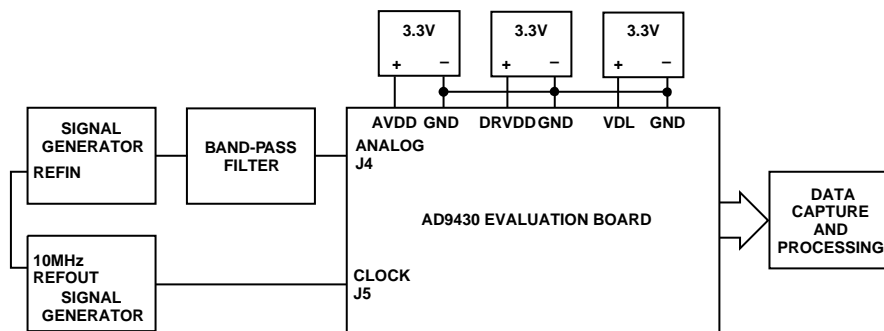 3.3V
+ –
3.3V
+ –
3.3V
+ –
AVDD GND DRVDD GND VDL GND
SIGNAL
GENERATOR
REFIN
BAND-PASS
FILTER
ANALOG
J4
AD9430 EVALUATION BOARD
DATA
CAPTURE
AND
PROCESSING
10MHz
REFOUT
SIGNAL
GENERATOR
CLOCK
J5